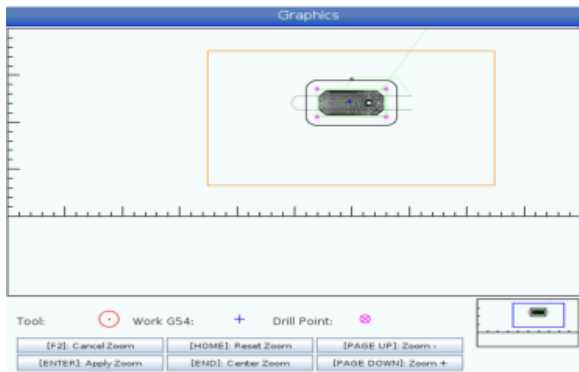 Graphics
Tool: Work G54: Drill Point:
[F2]: Cancel Zoom [HOME]: Reset Zoom [PAGE UP]: Zoom -
[ENTER]: Apply Zoom [END]: Center Zoom [PAGE DOWN]: Zoom +